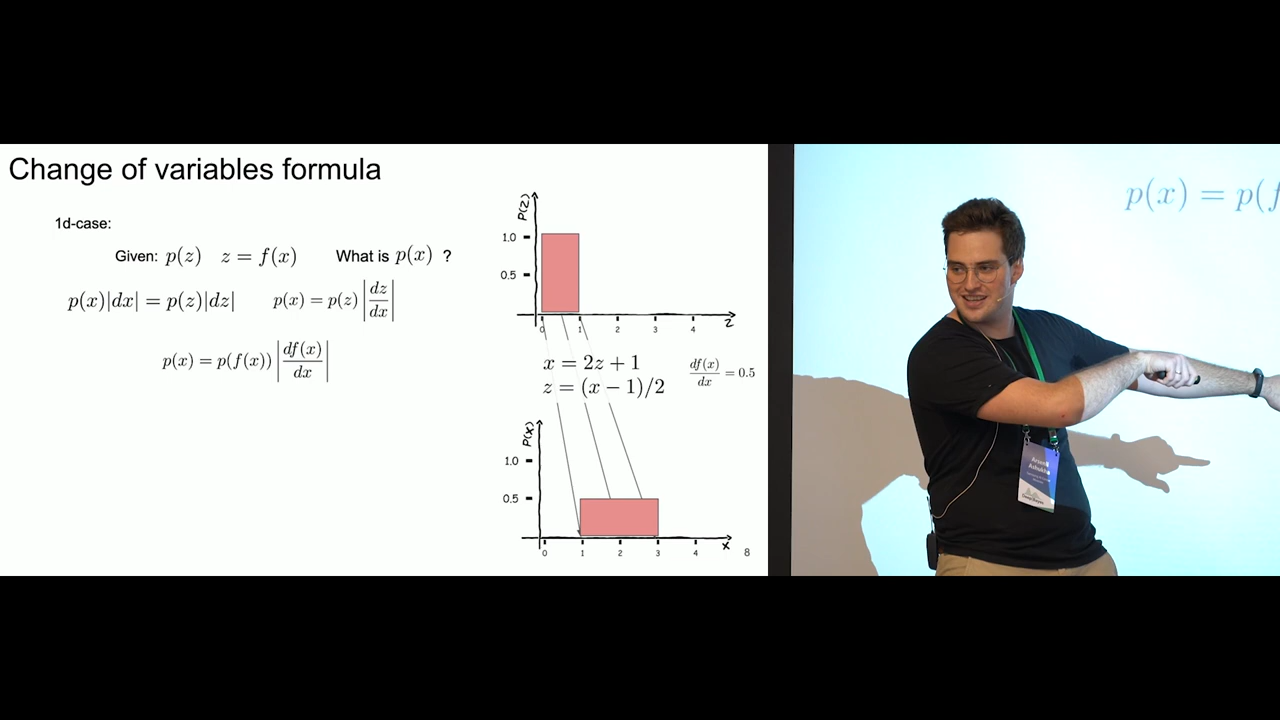 Change of variables formula
1d-case:
Given: p(z) z = f(x) What is p(x) ?
p(x)|dx| = p(z)|dz| p(x) = p(z) |dz/dx|
p(x) = p(f(x)) |df(x)/dx|
P(Z)
1.0
0.5
0 1 2 3 4
Z
x = 2z + 1
z = (x − 1)/2
df(x)/dx = 0.5
P(X)
1.0
0.5
0 1 2 3 4
X
8
p(x) = p(f
Arsenii
Ashukha